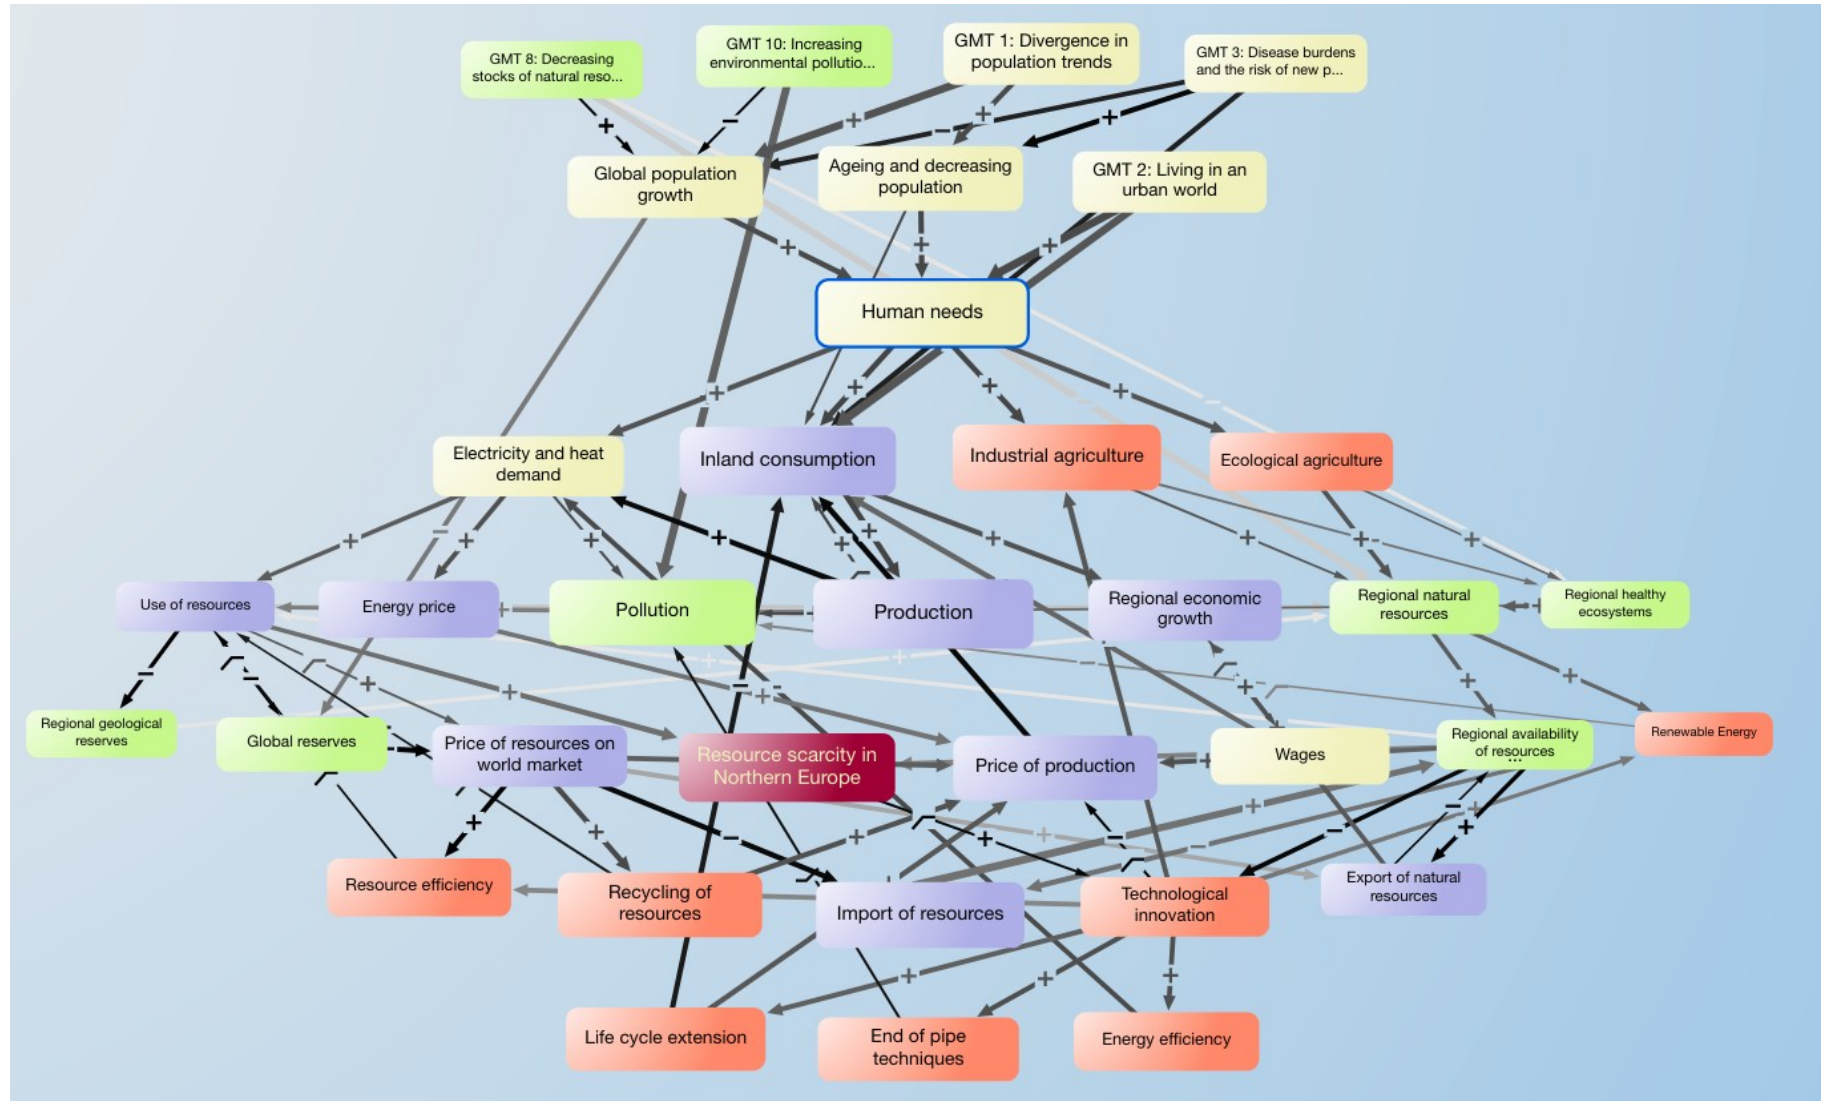 GMT 8: Decreasing
stocks of natural reso...
GMT 10: Increasing
environmental pollutio...
GMT 1: Divergence in
population trends
GMT 3: Disease burdens
and the risk of new p...
Global population
growth
Ageing and decreasing
population
GMT 2: Living in an
urban world
Human needs
Electricity and heat
demand
Inland consumption
Industrial agriculture
Ecological agriculture
Use of resources
Energy price
Pollution
Production
Regional economic
growth
Regional natural
resources
Regional healthy
ecosystems
Regional geological
reserves
Global reserves
Price of resources on
world market
Resource scarcity in
Northern Europe
Price of production
Wages
Regional availability
of resources
...
Renewable Energy
Resource efficiency
Recycling of
resources
Import of resources
Technological
innovation
Export of natural
resources
Life cycle extension
End of pipe
techniques
Energy efficiency